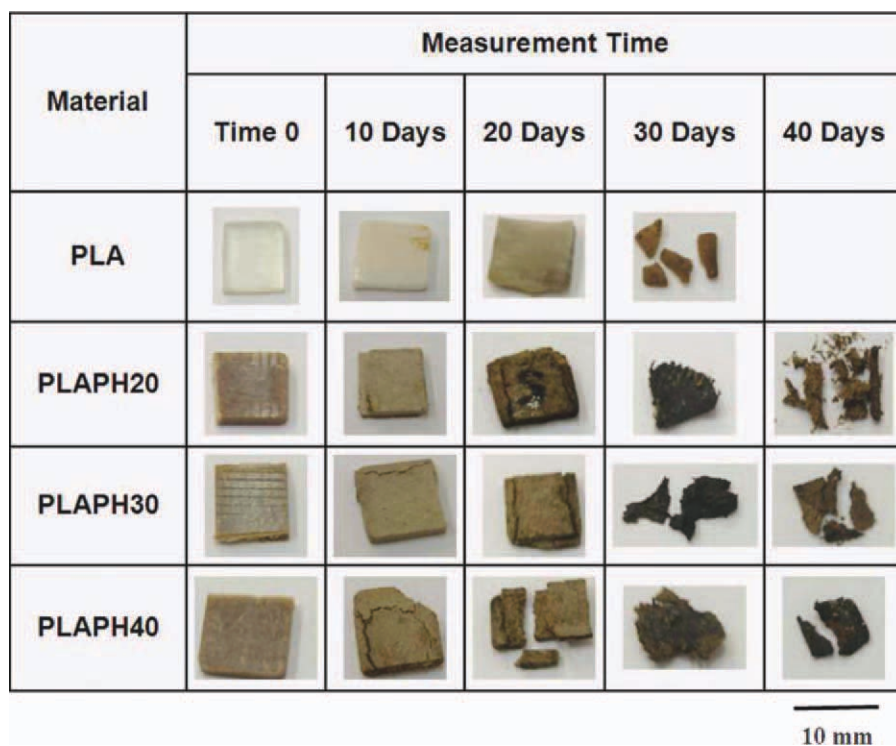 Measurement Time
Material
Time 0 10 Days 20 Days 30 Days 40 Days
PLA
PLAPH20
PLAPH30
PLAPH40
10 mm